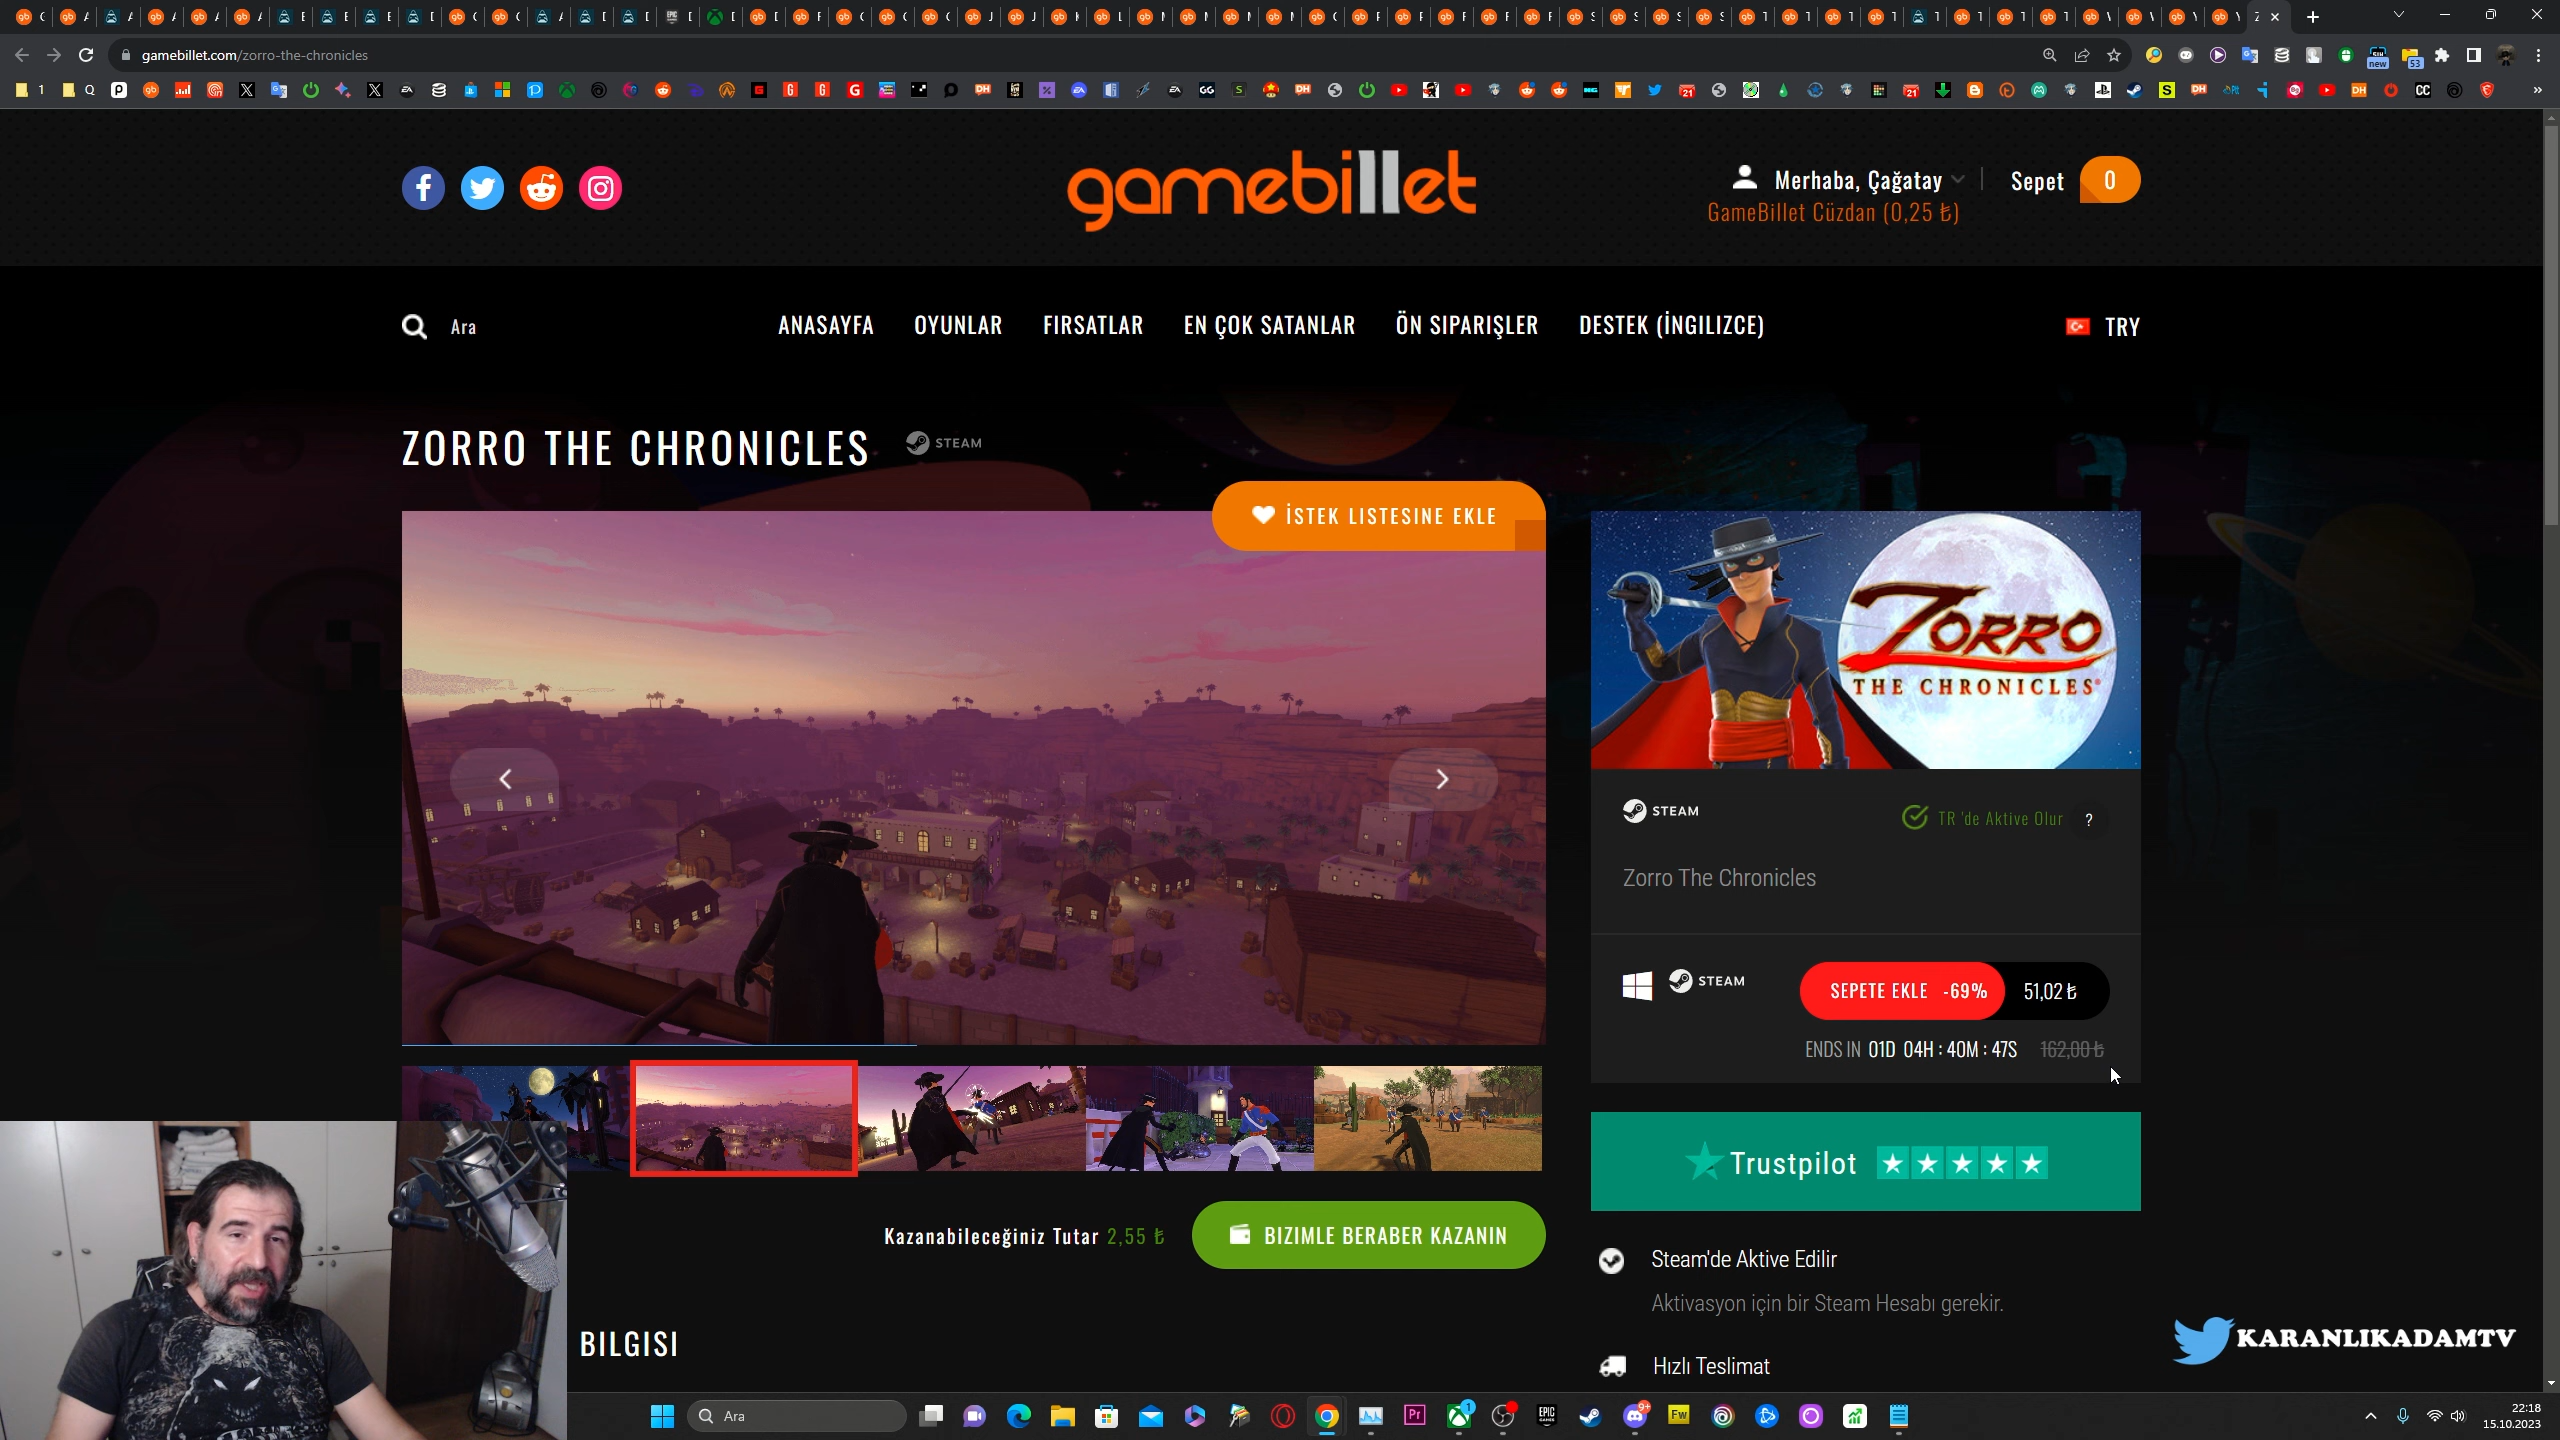 gamebillet.com/zorro-the-chronicles
1
Q
new
53
gamebillet
Merhaba, Çağatay
Sepet
0
GameBillet Cüzdan (0,25 ₺)
Ara
ANASAYFA
OYUNLAR
FIRSATLAR
EN ÇOK SATANLAR
ÖN SIPARIŞLER
DESTEK (İNGILIZCE)
TRY
ZORRO THE CHRONICLES
STEAM
İSTEK LISTESINE EKLE
ZORRO
THE CHRONICLES
STEAM
TR 'de Aktive Olur
?
Zorro The Chronicles
STEAM
SEPETE EKLE -69%
51,02 ₺
ENDS IN 01D 04H : 40M : 47S
162,00 ₺
Trustpilot
Kazanabileceğiniz Tutar 2,55 ₺
BIZIMLE BERABER KAZANIN
Steam'de Aktive Edilir
Aktivasyon için bir Steam Hesabı gerekir.
BILGISI
KARANLIKADAMTV
Hızlı Teslimat
Ara
22:18
15.10.2023